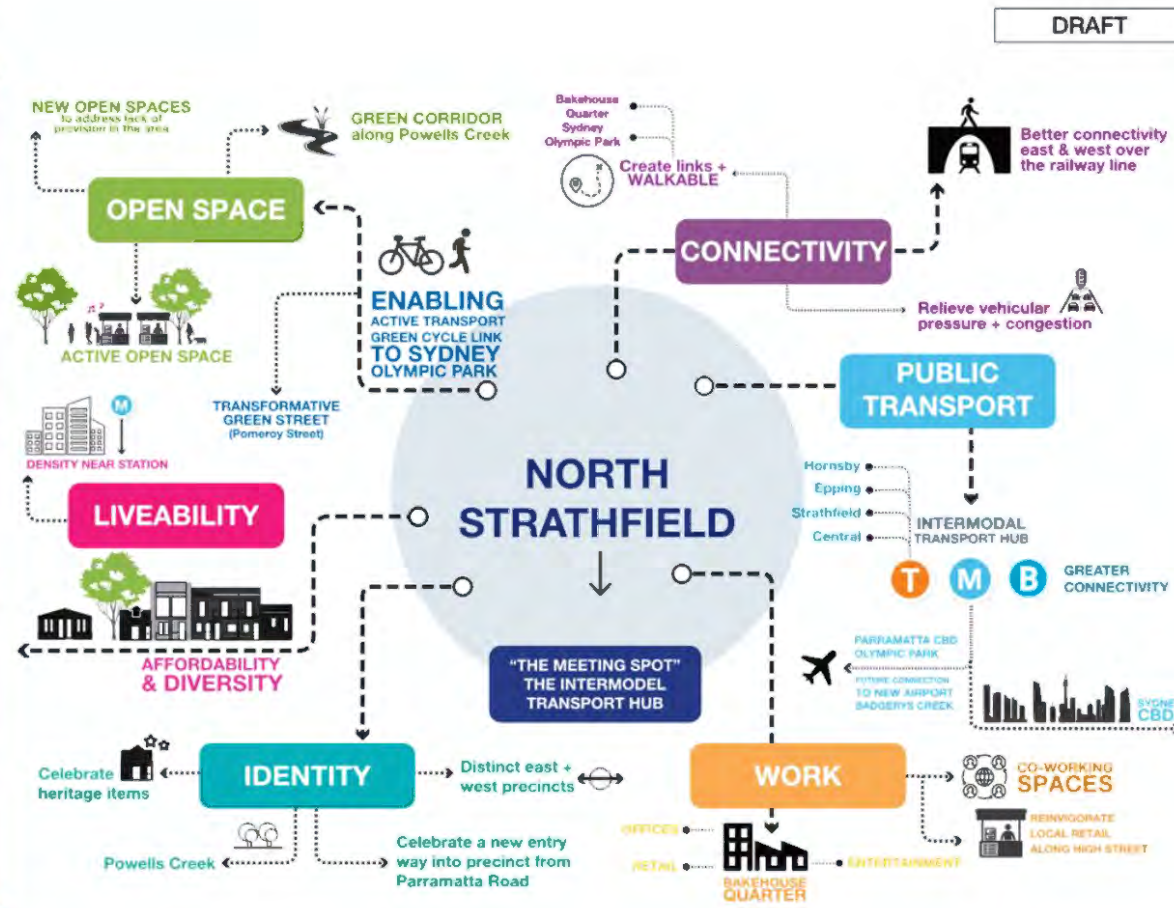 DRAFT
NEW OPEN SPACES
to address lack of
provision in the area
GREEN CORRIDOR
along Powells Creek
OPEN SPACE
ACTIVE OPEN SPACE
ENABLING
ACTIVE TRANSPORT
GREEN CYCLE LINK
TO SYDNEY
OLYMPIC PARK
TRANSFORMATIVE
GREEN STREET
(Pomeroy Street)
Bakehouse
Quarter
Sydney
Olympic Park
Create links +
WALKABLE
CONNECTIVITY
Better connectivity
east & west over
the railway line
Relieve vehicular
pressure + congestion
PUBLIC
TRANSPORT
Hornsby
Epping
Strathfield
Central
INTERMODAL
TRANSPORT HUB
T
M
B
GREATER
CONNECTIVITY
PARRAMATTA CBD
OLYMPIC PARK
FUTURE CONNECTION
TO NEW AIRPORT
BADGERYS CREEK
SYDNEY
CBD
M
DENSITY NEAR STATION
LIVEABILITY
AFFORDABILITY
& DIVERSITY
NORTH
STRATHFIELD
"THE MEETING SPOT"
THE INTERMODEL
TRANSPORT HUB
IDENTITY
Celebrate
heritage items
Distinct east +
west precincts
Powells Creek
Celebrate a new entry
way into precinct from
Parramatta Road
WORK
CO-WORKING
SPACES
REINVIGORATE
LOCAL RETAIL
ALONG HIGH STREET
OFFICES
RETAIL
ENTERTAINMENT
BAKEHOUSE
QUARTER